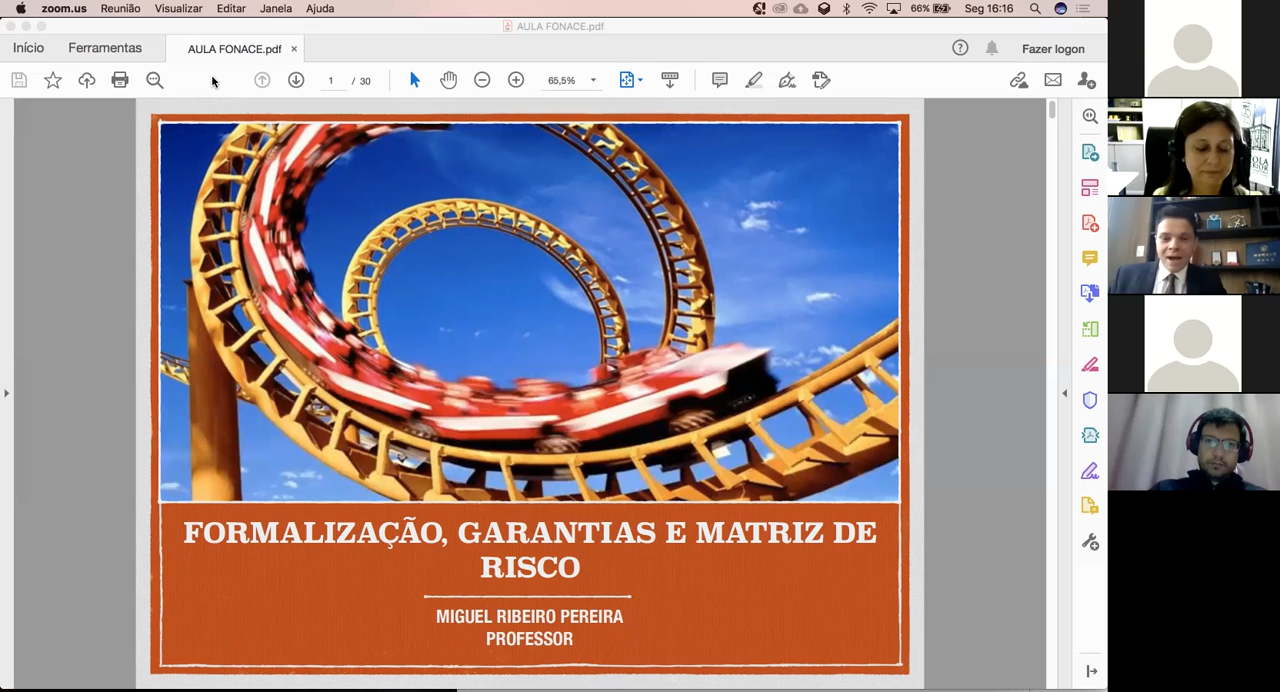 zoom.us Reunião Visualizar Editar Janela Ajuda 66% Seg 16:16
AULA FONACE.pdf
Início Ferramentas AULA FONACE.pdf × Fazer logon
1 / 30 65,5%
FORMALIZAÇÃO, GARANTIAS E MATRIZ DE
RISCO
MIGUEL RIBEIRO PEREIRA
PROFESSOR